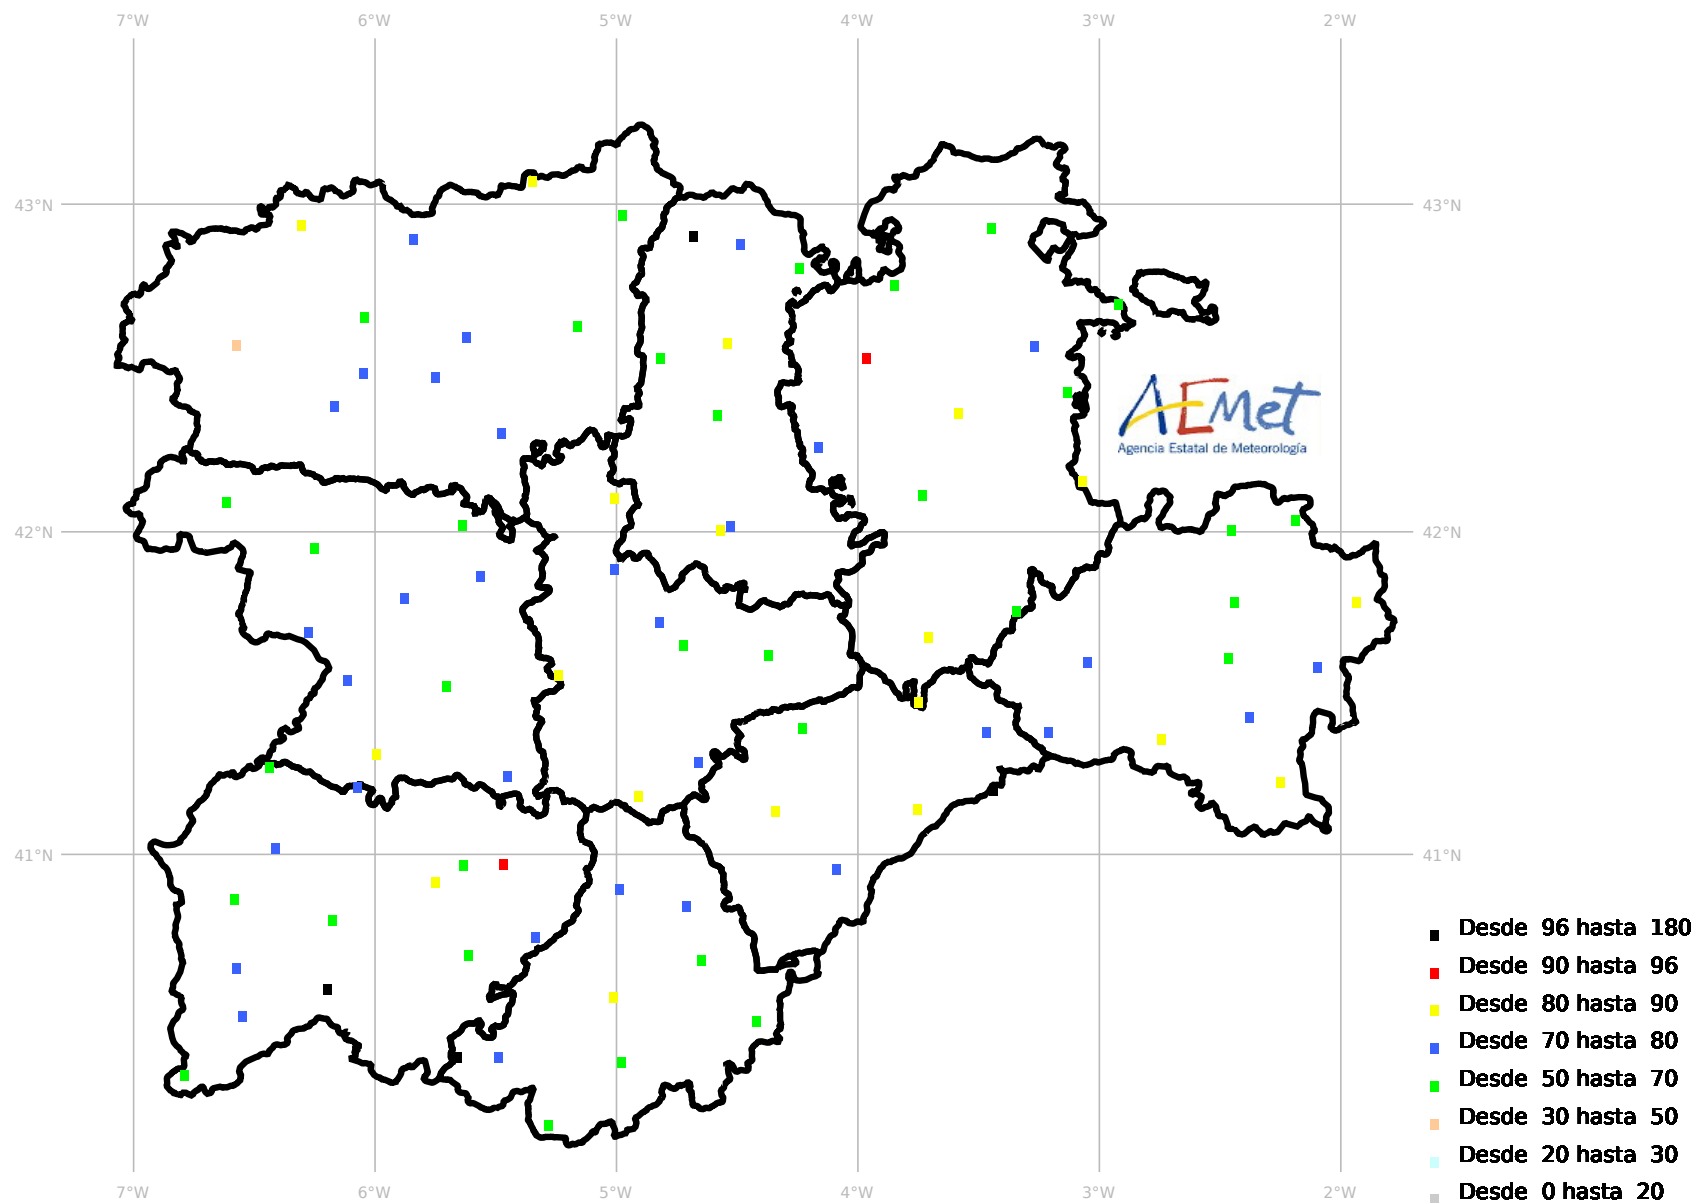 7°W 6°W 5°W 4°W 3°W 2°W
43°N 43°N
AEMet
Agencia Estatal de Meteorología
42°N 42°N
41°N 41°N
Desde 96 hasta 180
Desde 90 hasta 96
Desde 80 hasta 90
Desde 70 hasta 80
Desde 50 hasta 70
Desde 30 hasta 50
Desde 20 hasta 30
Desde 0 hasta 20
7°W 6°W 5°W 4°W 3°W 2°W